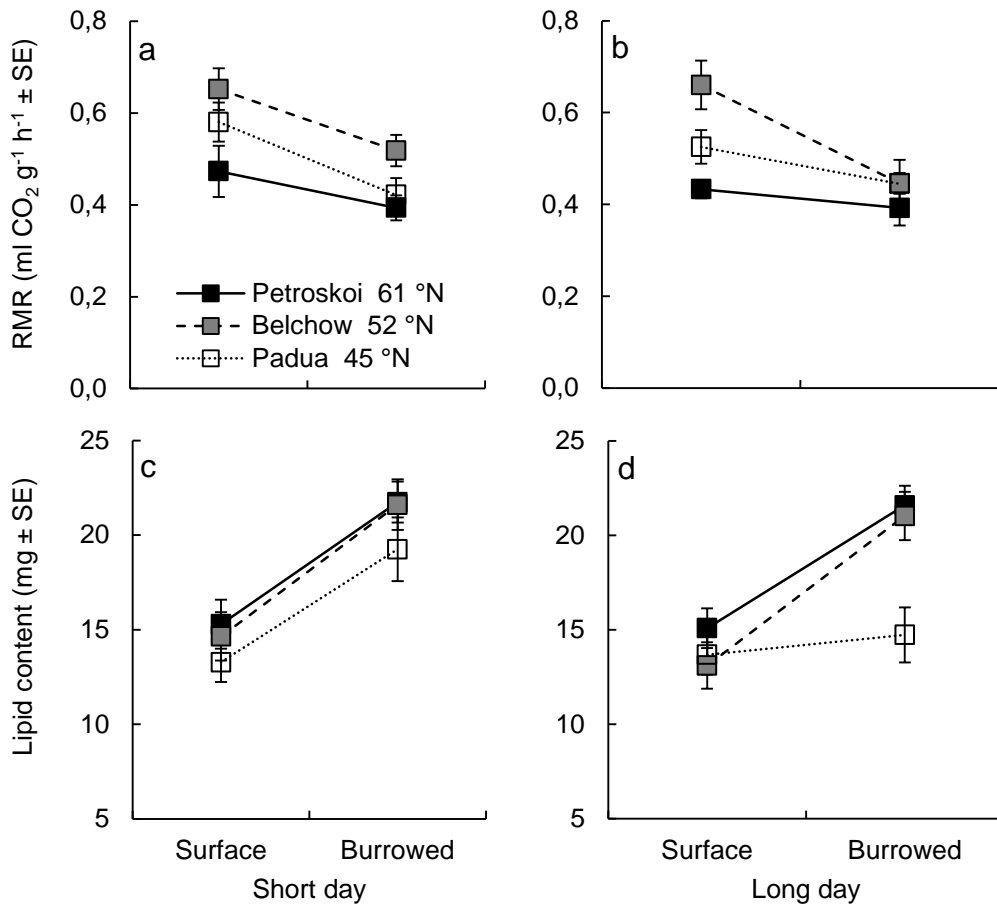 RMR (ml CO₂ g⁻¹ h⁻¹ ± SE)
0,8
0,6
0,4
0,2
0,0
a
Petroskoi 61 °N
Belchow 52 °N
Padua 45 °N
0,8
0,6
0,4
0,2
0,0
b
Lipid content (mg ± SE)
25
20
15
10
5
c
Surface Burrowed
Short day
25
20
15
10
5
d
Surface Burrowed
Long day